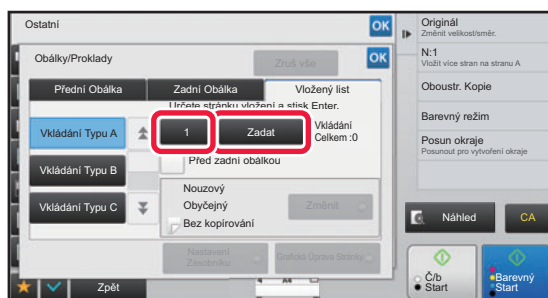 Ostatní
OK
Obálky/Proklady
Zruš vše
OK
Přední Obálka
Zadní Obálka
Vložený list
Určete stránku vložení a stisk Enter.
Vkládání Typu A
1
Zadat
Vkládání
Celkem :0
Před zadní obálkou
Vkládání Typu B
Vkládání Typu C
Nouzový
Obyčejný
Bez kopírování
Změnit
Nastavení
Zásobníku
Grafická Úprava Stránky
Zpět
A4
Originál
Změnit velikost/směr.
N:1
Vložit více stran na stranu A
Oboustr. Kopie
Barevný režim
Posun okraje
Posunout pro vytvoření okraje
Náhled
CA
Č/b
Start
Barevný
Start